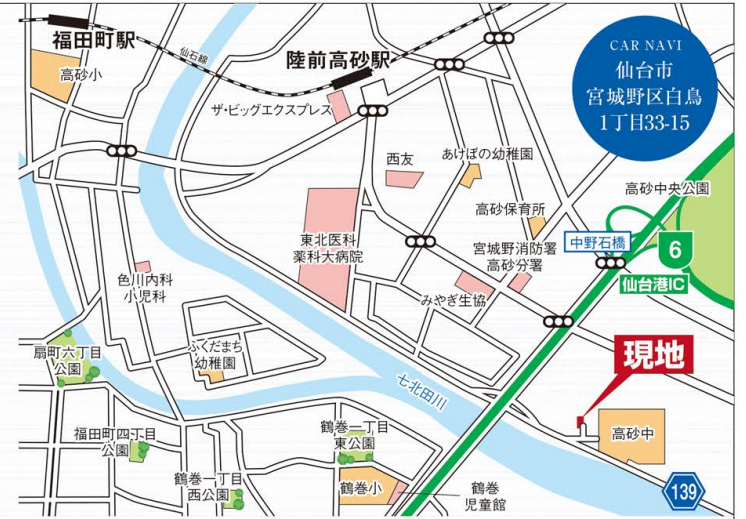 福田町駅
仙石線
陸前高砂駅
CAR NAVI
仙台市
宮城野区白鳥
1丁目33-15
高砂小
ザ・ビッグエクスプレス
西友
あけぼの幼稚園
高砂中央公園
高砂保育所
東北医科
薬科大病院
宮城野消防署
高砂分署
中野石橋
6
仙台港IC
色川内科
小児科
みやぎ生協
扇町六丁目
公園
ふくだまち
幼稚園
現地
七北田川
福田町四丁目
公園
鶴巻一丁目
東公園
高砂中
鶴巻一丁目
西公園
鶴巻小
鶴巻
児童館
139